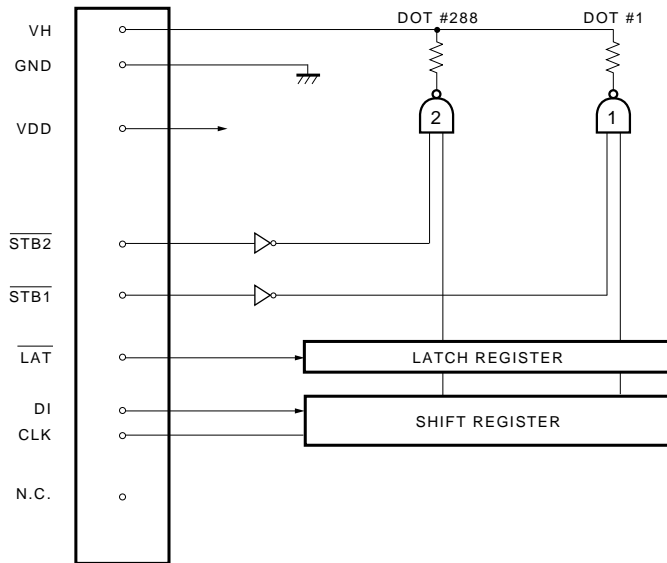 DOT #288 DOT #1
VH
GND
2 1
VDD
STB2
STB1
LAT LATCH REGISTER
DI
SHIFT REGISTER
CLK
N.C.